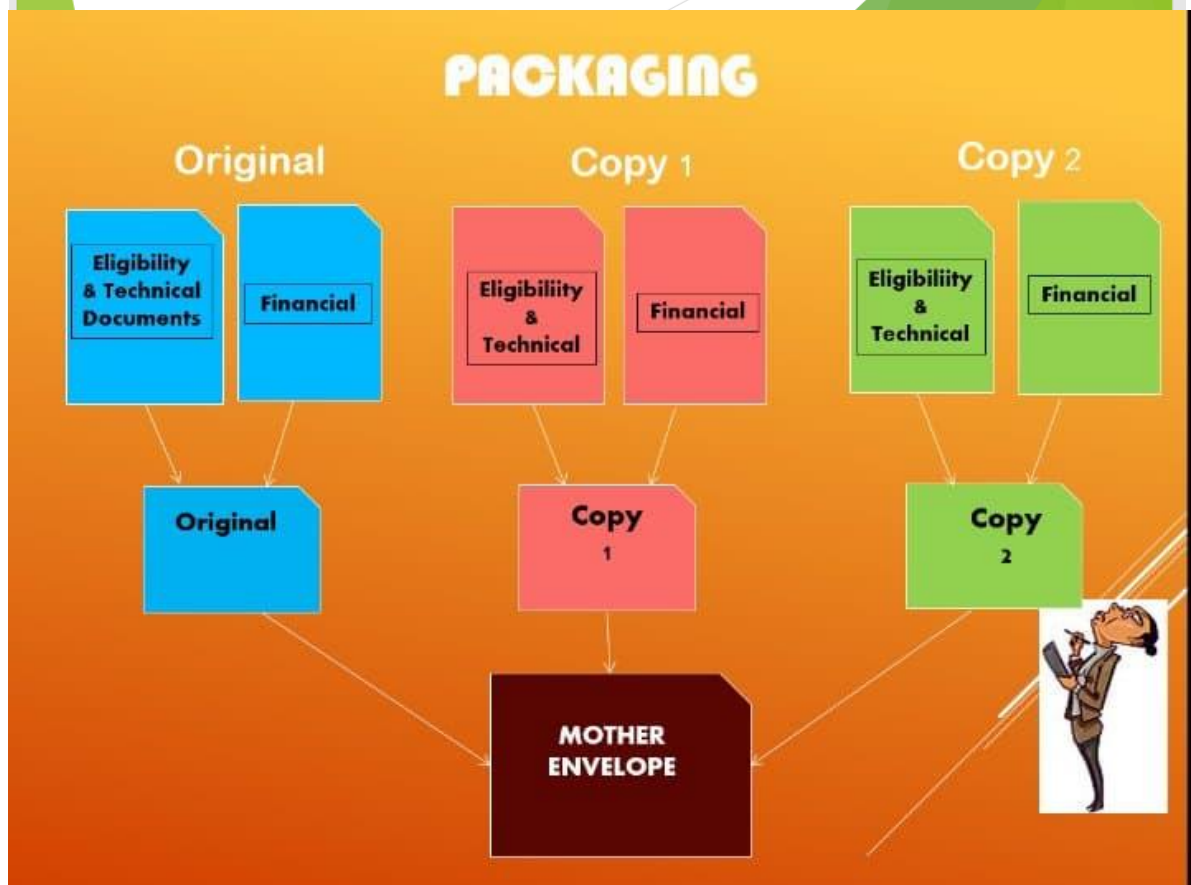 PACKAGING
Original
Copy 1
Copy 2
Eligibility
& Technical
Documents
Financial
Eligibiliity
&
Technical
Financial
Eligibiliity
&
Technical
Financial
Original
Copy
1
Copy
2
MOTHER
ENVELOPE